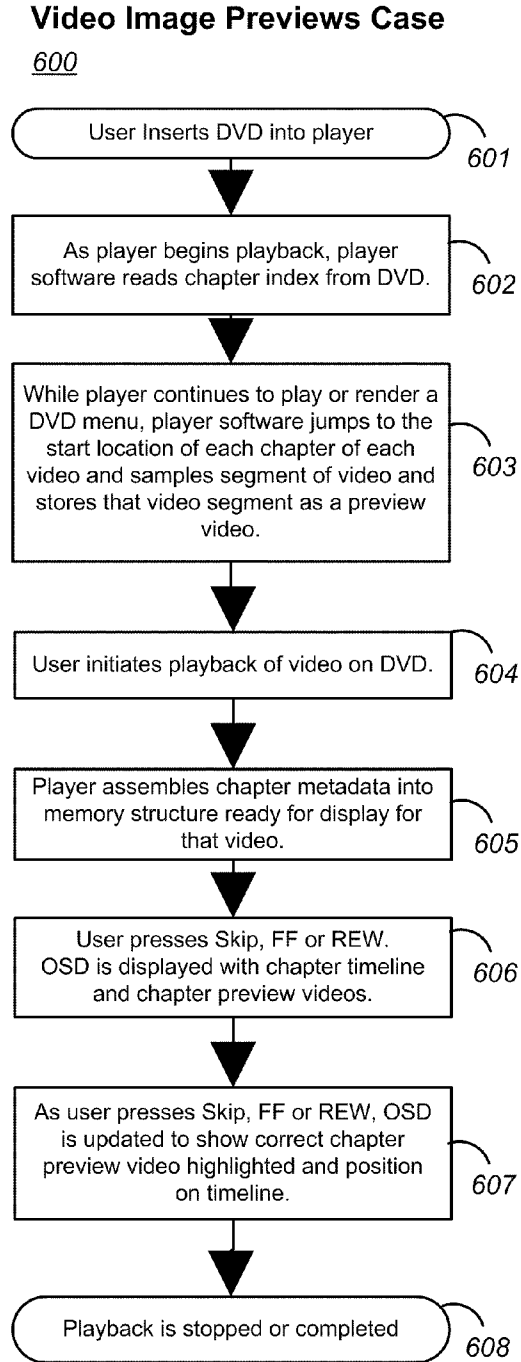 Video Image Previews Case
600
User Inserts DVD into player
601
As player begins playback, player
software reads chapter index from DVD.
602
While player continues to play or render a
DVD menu, player software jumps to the
start location of each chapter of each
video and samples segment of video and
stores that video segment as a preview
video.
603
User initiates playback of video on DVD.
604
Player assembles chapter metadata into
memory structure ready for display for
that video.
605
User presses Skip, FF or REW.
OSD is displayed with chapter timeline
and chapter preview videos.
606
As user presses Skip, FF or REW, OSD
is updated to show correct chapter
preview video highlighted and position
on timeline.
607
Playback is stopped or completed
608